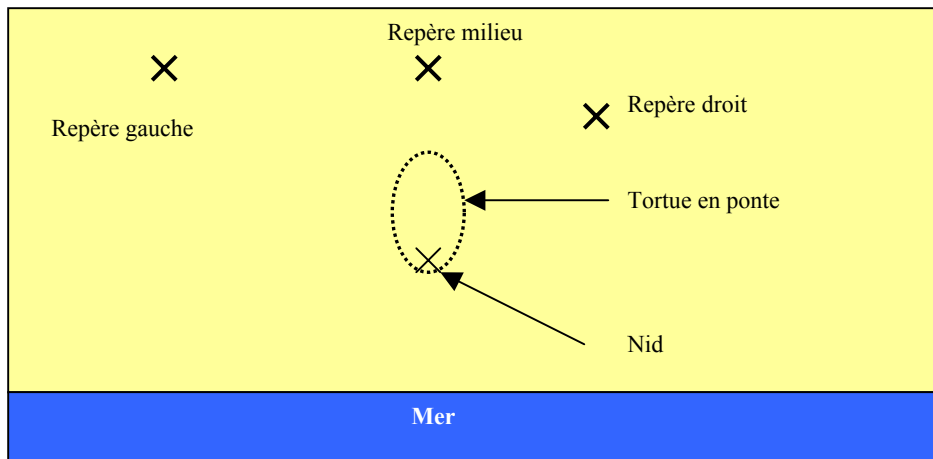 Repère milieu
Repère droit
Repère gauche
Tortue en ponte
Nid
Mer